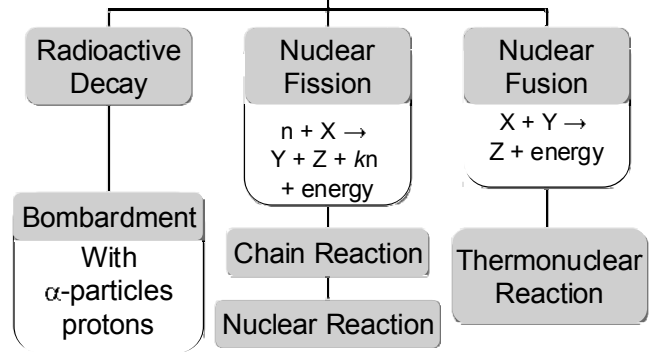 Radioactive
Decay
Bombardment
With
α-particles
protons
Nuclear
Fission
n + X →
Y + Z + kn
+ energy
Chain Reaction
Nuclear Reaction
Nuclear
Fusion
X + Y →
Z + energy
Thermonuclear
Reaction